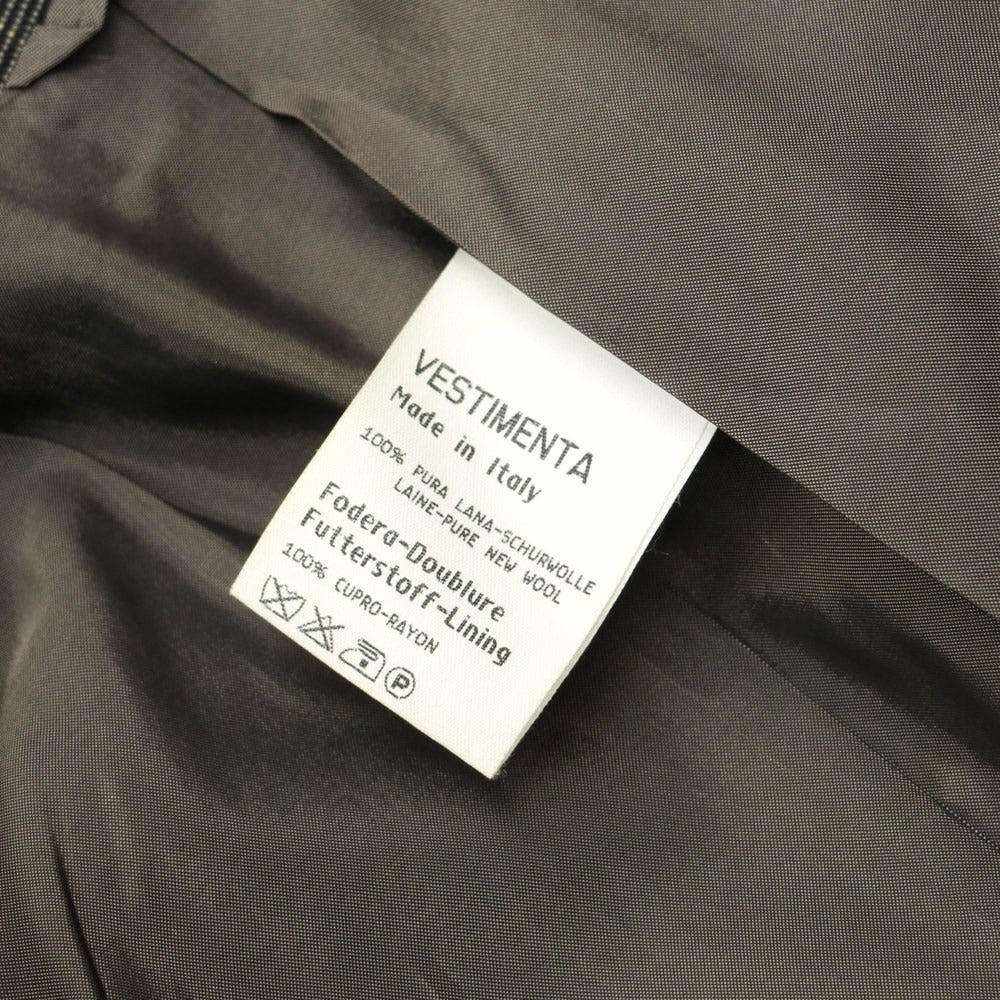 VESTIMENTA
Made in Italy
100% PURA LANA-SCHURWOLLE
LAINE-PURE NEW WOOL
Fodera-Doublure
Futterstoff-Lining
100% CUPRO-RAYON
P